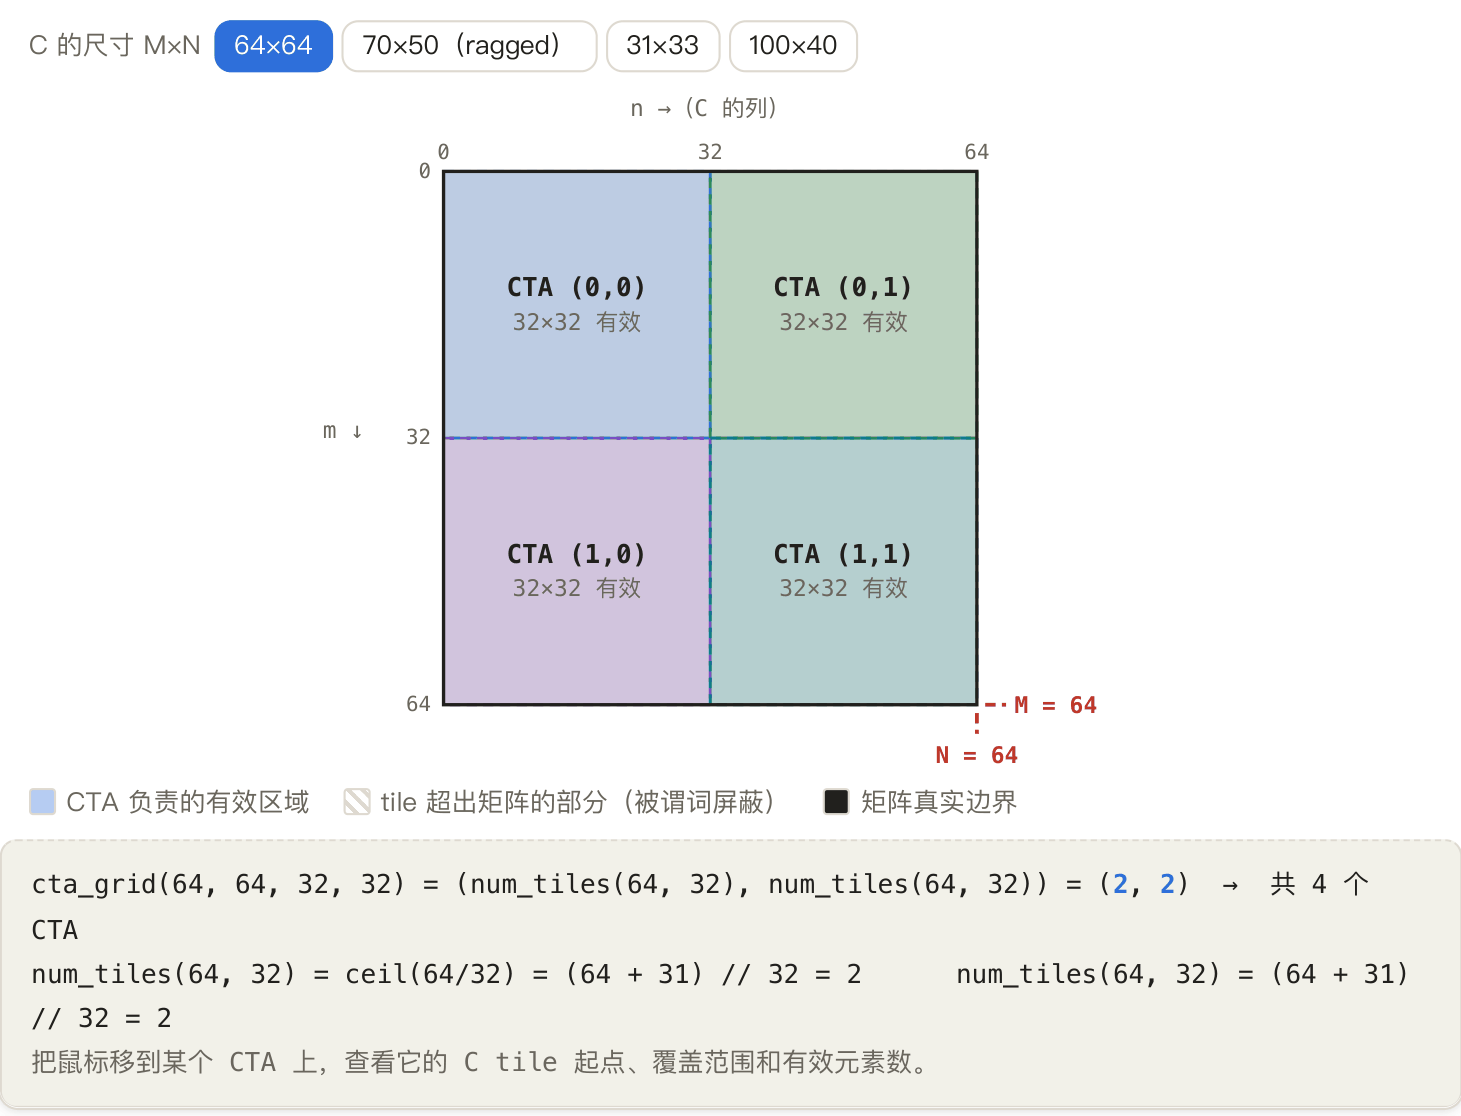 C 的尺寸 M×N 64×64 70×50（ragged） 31×33 100×40
n → (C 的列)
0 32 64
0
CTA (0,0) CTA (0,1)
32×32 有效 32×32 有效
m ↓ 32
CTA (1,0) CTA (1,1)
32×32 有效 32×32 有效
64 M = 64
N = 64
CTA 负责的有效区域 tile 超出矩阵的部分（被谓词屏蔽） 矩阵真实边界
cta_grid(64, 64, 32, 32) = (num_tiles(64, 32), num_tiles(64, 32)) = (2, 2) → 共 4 个
CTA
num_tiles(64, 32) = ceil(64/32) = (64 + 31) // 32 = 2 num_tiles(64, 32) = (64 + 31)
// 32 = 2
把鼠标移到某个 CTA 上，查看它的 C tile 起点、覆盖范围和有效元素数。